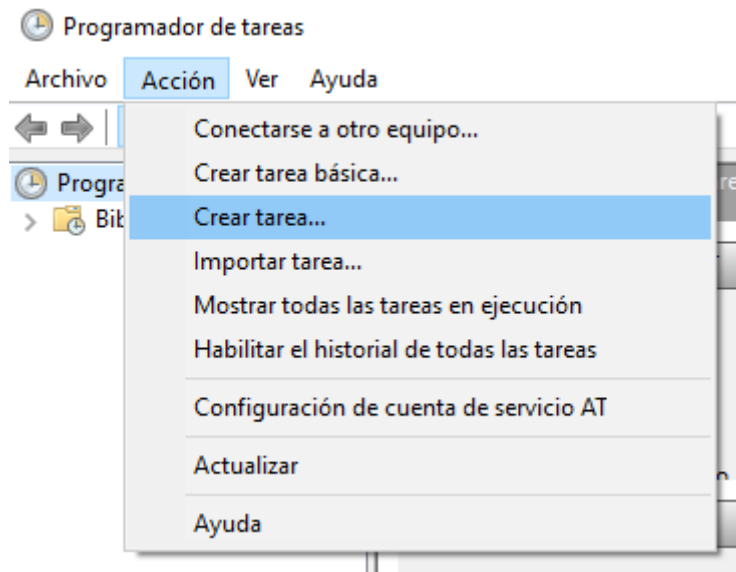 Programador de tareas
Archivo Acción Ver Ayuda
Conectarse a otro equipo...
Crear tarea básica...
Progra
Crear tarea...
Bib
Importar tarea...
Mostrar todas las tareas en ejecución
Habilitar el historial de todas las tareas
Configuración de cuenta de servicio AT
Actualizar
Ayuda